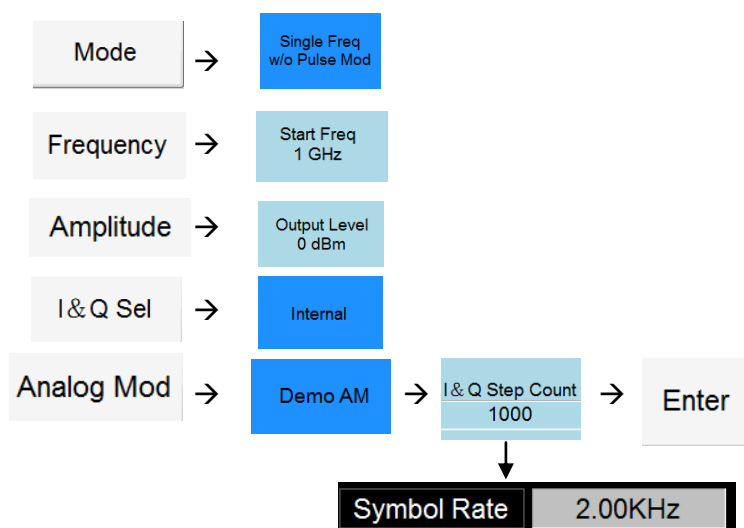 Mode
Single Freq
w/o Pulse Mod
Frequency
Start Freq
1 GHz
Amplitude
Output Level
0 dBm
I&Q Sel
Internal
Analog Mod
Demo AM
I&Q Step Count
1000
Enter
Symbol Rate
2.00KHz